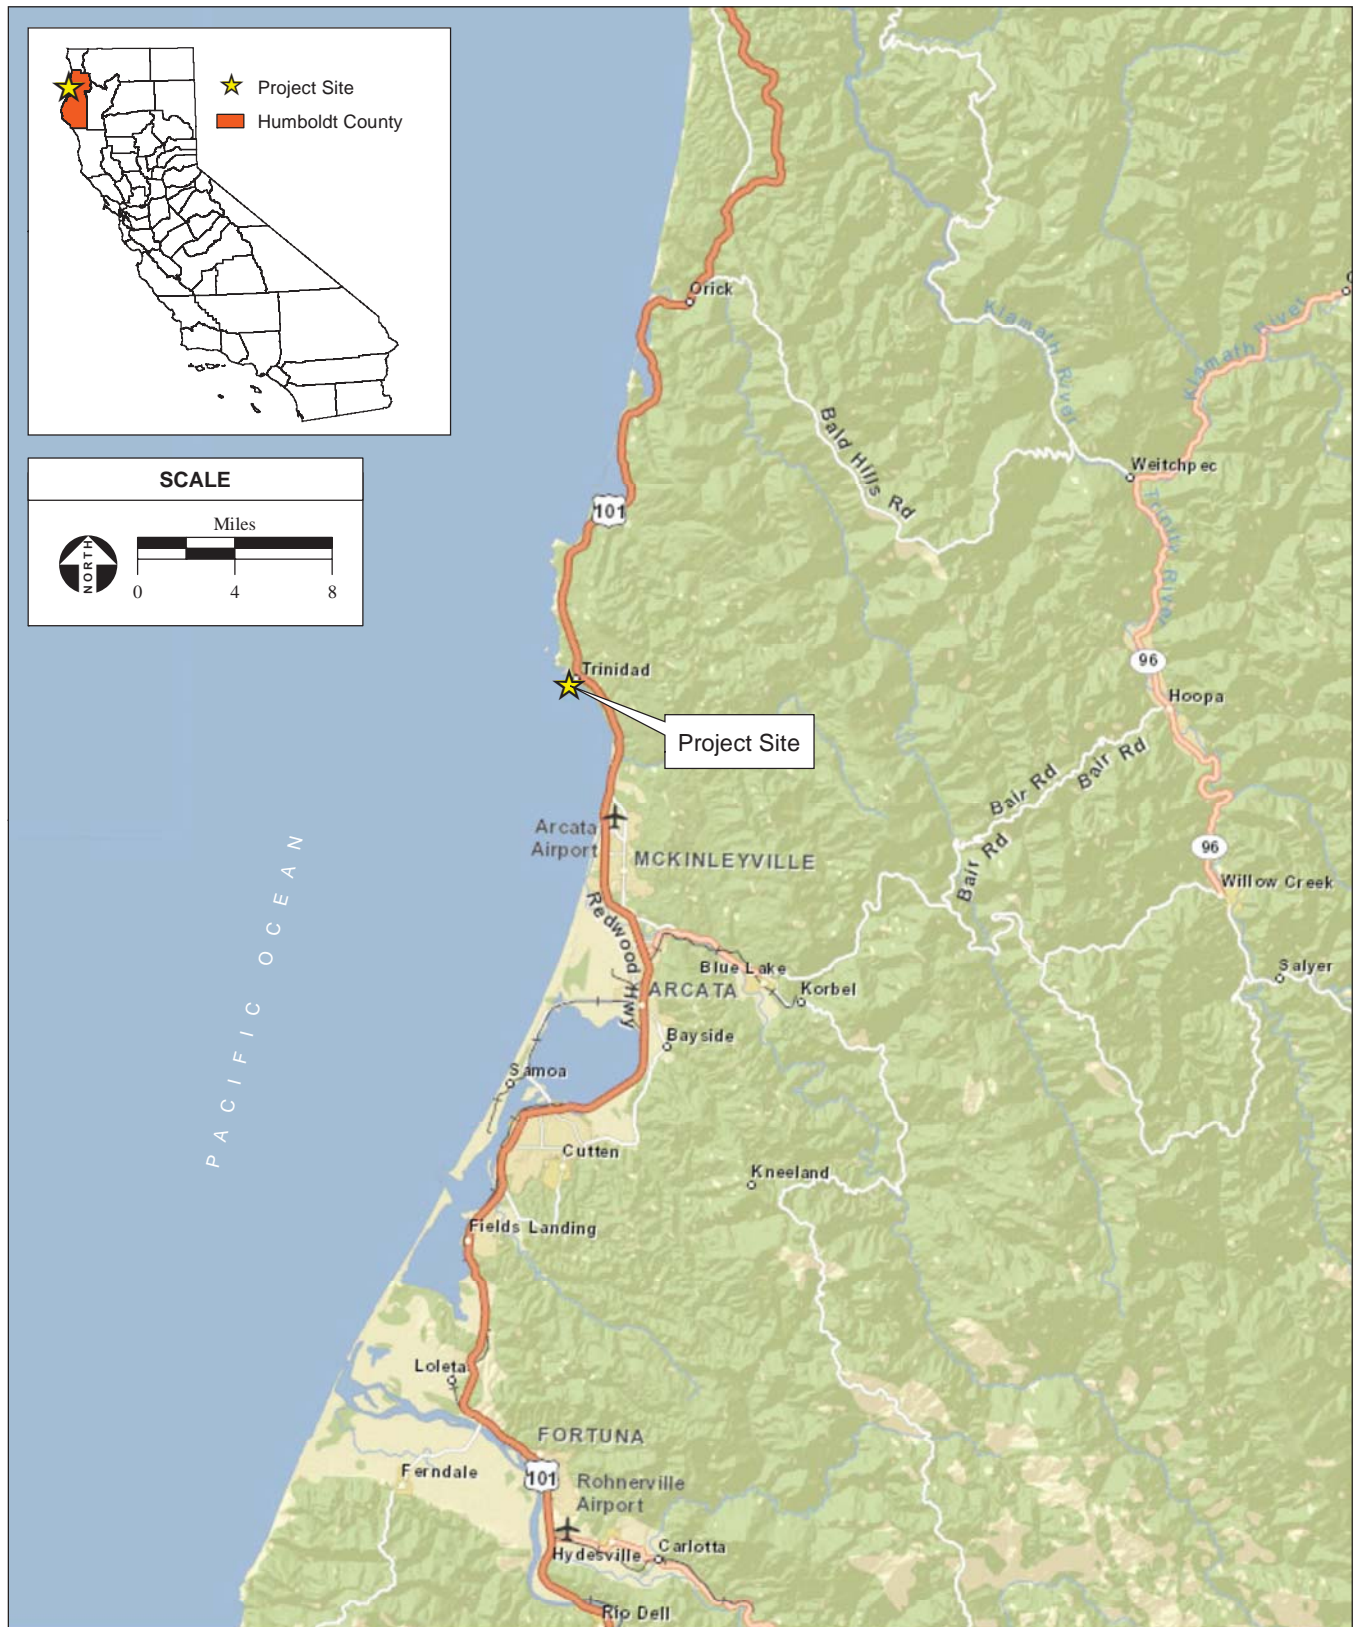 Project Site
Humboldt County
SCALE
Miles
NORTH
0 4 8
Orick
Klamath River
Klamath River
Bald Hills Rd
Weitchpec
101
Trinity River
96
Trinidad
Hoopa
Project Site
Bair Rd
Bair Rd
Arcata
Airport
MCKINLEYVILLE
Bair Rd
96
Willow Creek
Redwood Hwy
PACIFIC OCEAN
Blue Lake
Salyer
ARCATA
Korbel
Bayside
Samoa
Cutten
Kneeland
Fields Landing
Loleta
FORTUNA
Ferndale
101
Rohnerville
Airport
Hydesville
Carlotta
Rio Dell